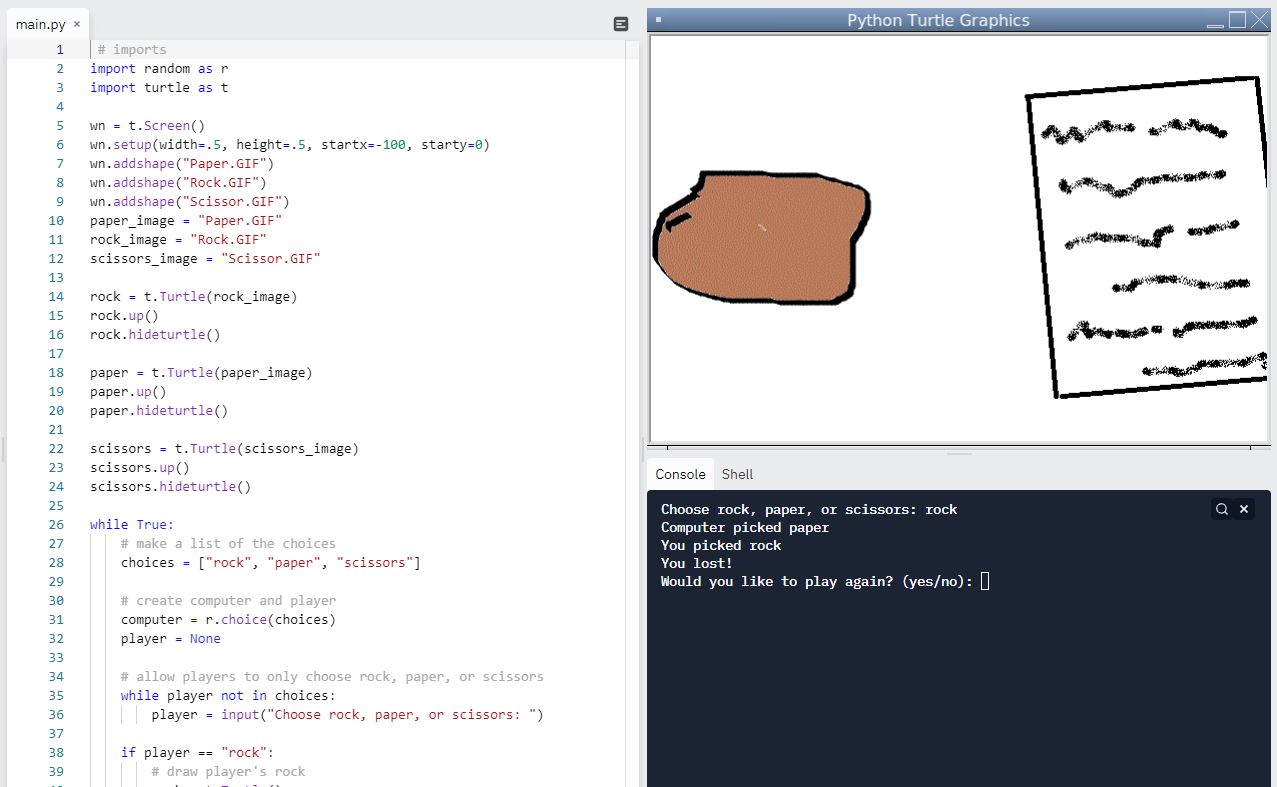 main.py ×
1 # imports
2 import random as r
3 import turtle as t
4
5 wn = t.Screen()
6 wn.setup(width=.5, height=.5, startx=-100, starty=0)
7 wn.addshape("Paper.GIF")
8 wn.addshape("Rock.GIF")
9 wn.addshape("Scissor.GIF")
10 paper_image = "Paper.GIF"
11 rock_image = "Rock.GIF"
12 scissors_image = "Scissor.GIF"
13
14 rock = t.Turtle(rock_image)
15 rock.up()
16 rock.hideturtle()
17
18 paper = t.Turtle(paper_image)
19 paper.up()
20 paper.hideturtle()
21
22 scissors = t.Turtle(scissors_image)
23 scissors.up()
24 scissors.hideturtle()
25
26 while True:
27 # make a list of the choices
28 choices = ["rock", "paper", "scissors"]
29
30 # create computer and player
31 computer = r.choice(choices)
32 player = None
33
34 # allow players to only choose rock, paper, or scissors
35 while player not in choices:
36 player = input("Choose rock, paper, or scissors: ")
37
38 if player == "rock":
39 # draw player's rock
Python Turtle Graphics
Console Shell
Choose rock, paper, or scissors: rock
Computer picked paper
You picked rock
You lost!
Would you like to play again? (yes/no):